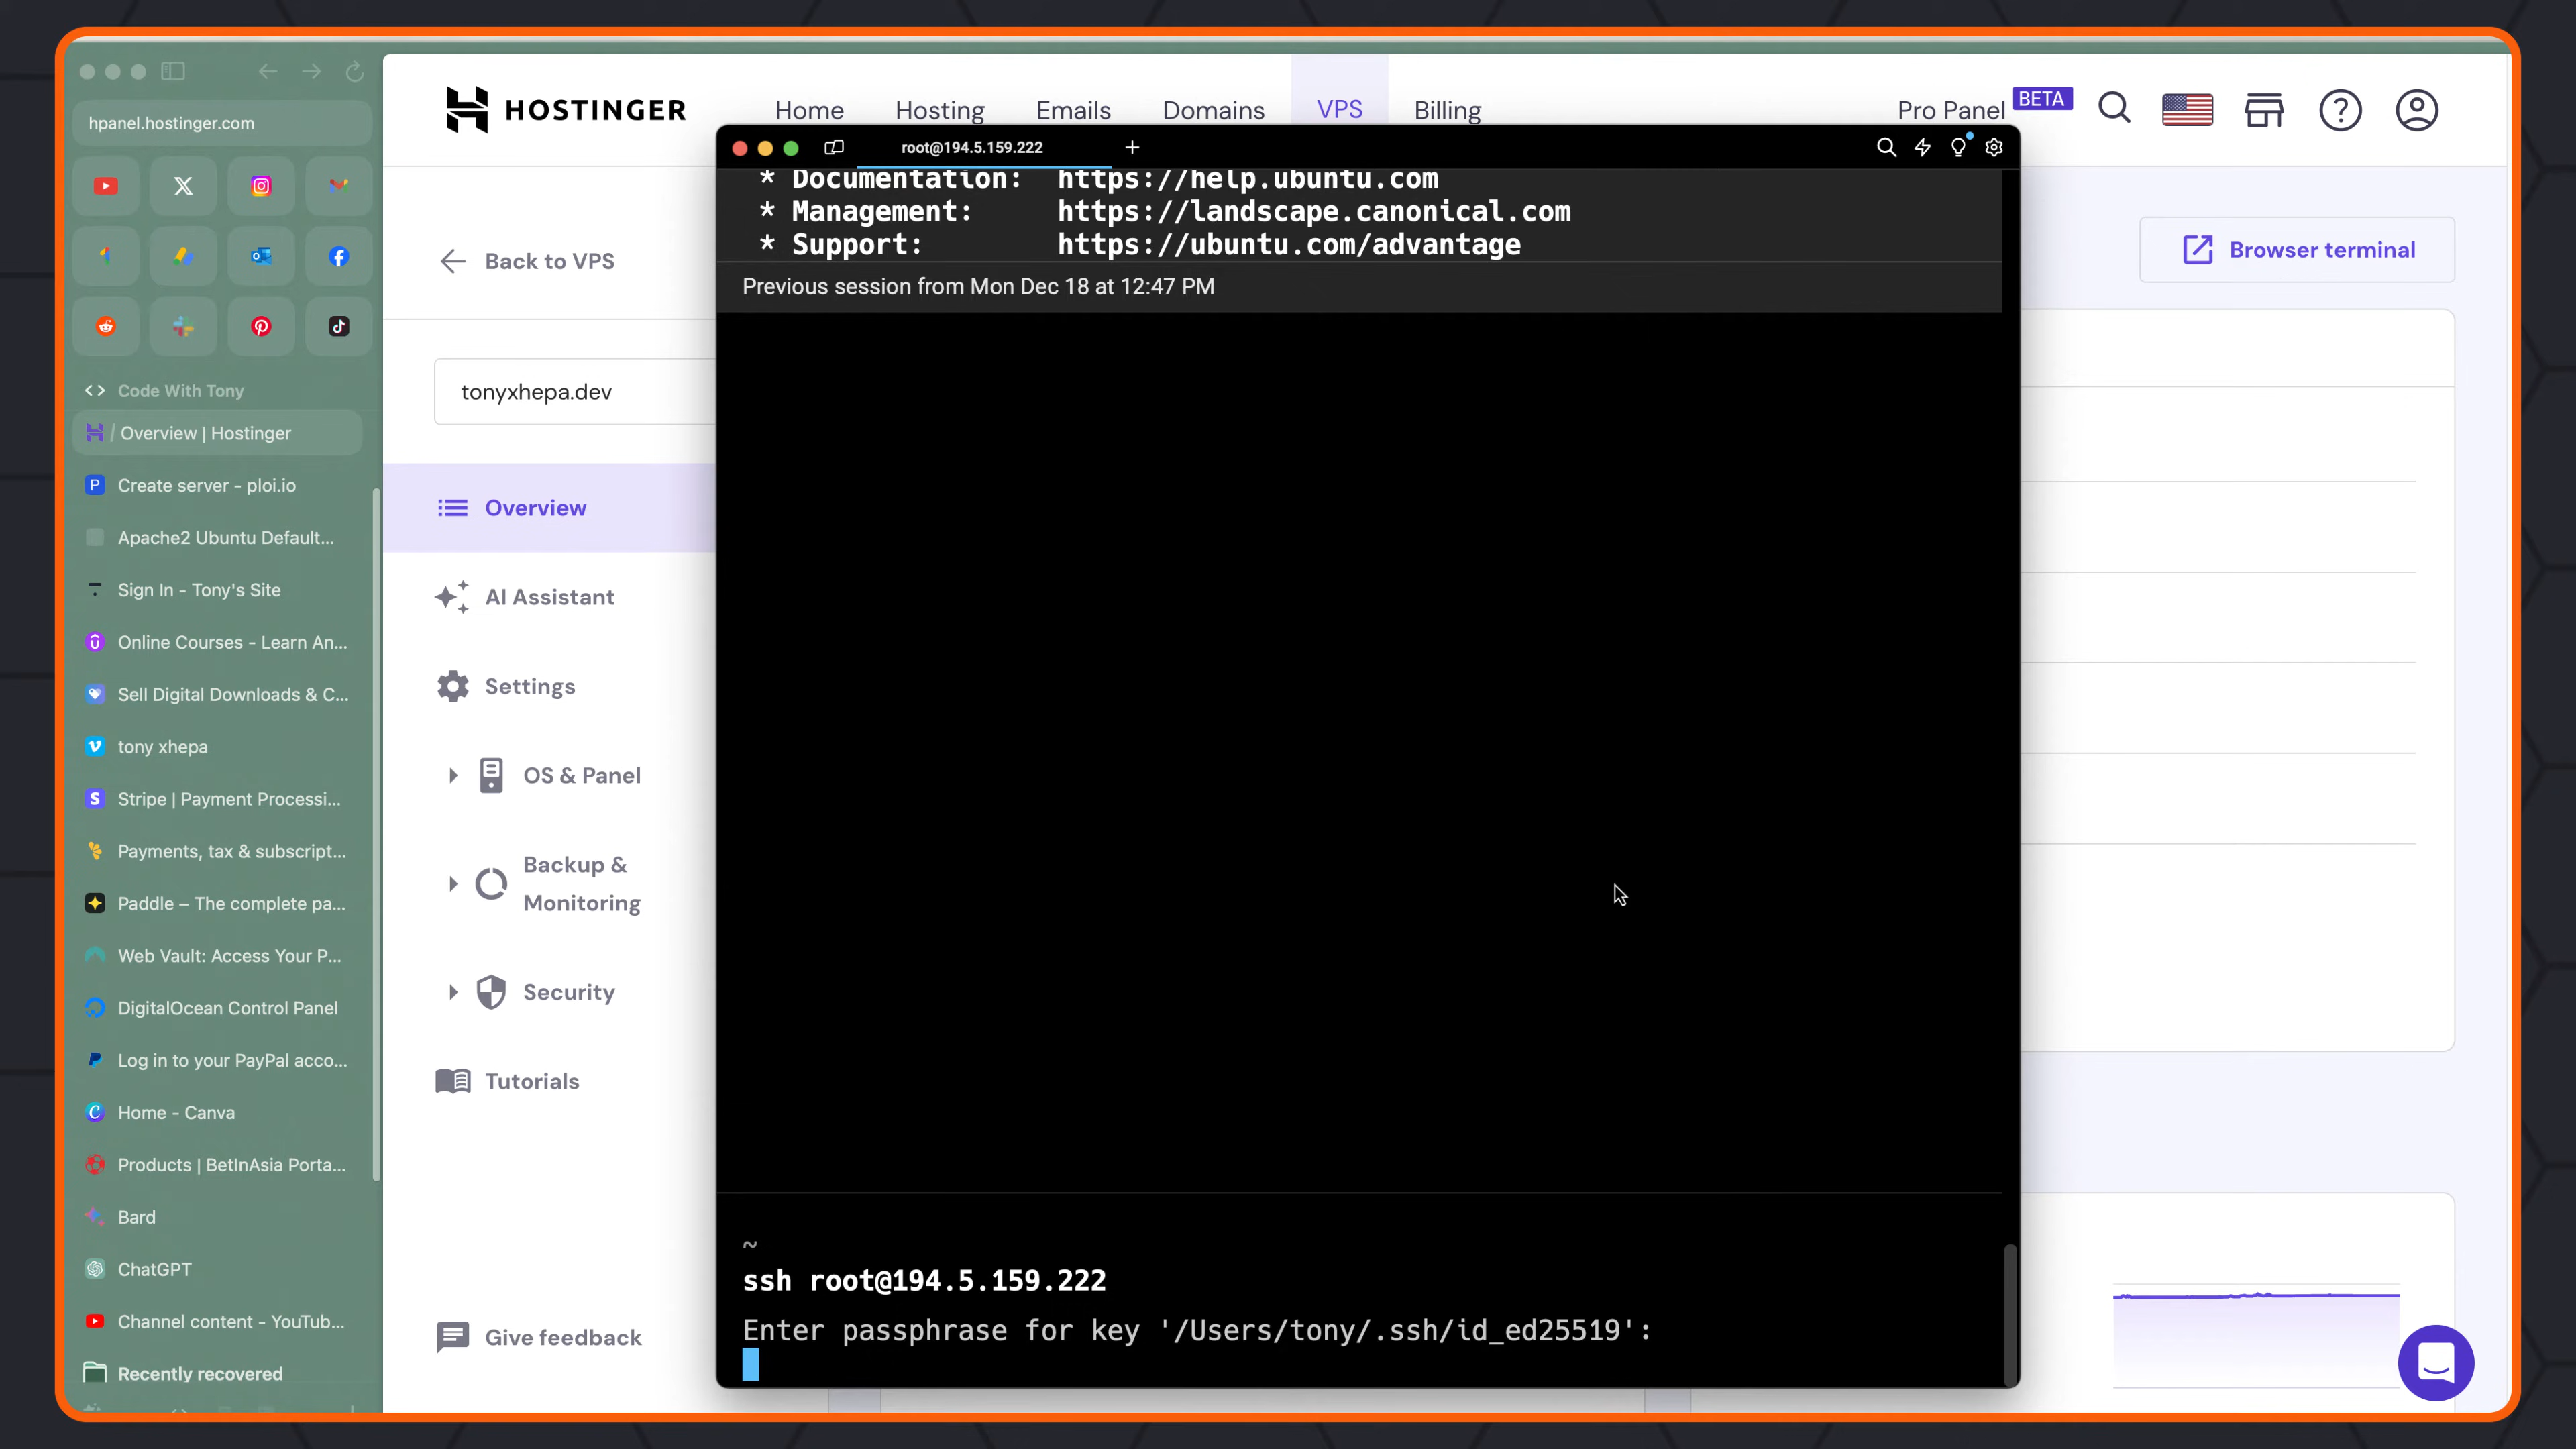 hpanel.hostinger.com
Code With Tony
/ Overview | Hostinger
Create server - ploi.io
Apache2 Ubuntu Default...
Sign In - Tony's Site
Online Courses - Learn An...
Sell Digital Downloads & C...
tony xhepa
Stripe | Payment Processi...
Payments, tax & subscript...
Paddle – The complete pa...
Web Vault: Access Your P...
DigitalOcean Control Panel
Log in to your PayPal acco...
Home - Canva
Products | BetInAsia Porta...
Bard
ChatGPT
Channel content - YouTub...
Recently recovered
HOSTINGER
Home
Hosting
Emails
Domains
VPS
Billing
Pro Panel
BETA
Back to VPS
tonyxhepa.dev
Overview
AI Assistant
Settings
OS & Panel
Backup &
Monitoring
Security
Tutorials
Give feedback
Browser terminal
root@194.5.159.222
* Documentation: https://help.ubuntu.com
* Management: https://landscape.canonical.com
* Support: https://ubuntu.com/advantage
Previous session from Mon Dec 18 at 12:47 PM
~
ssh root@194.5.159.222
Enter passphrase for key '/Users/tony/.ssh/id_ed25519':